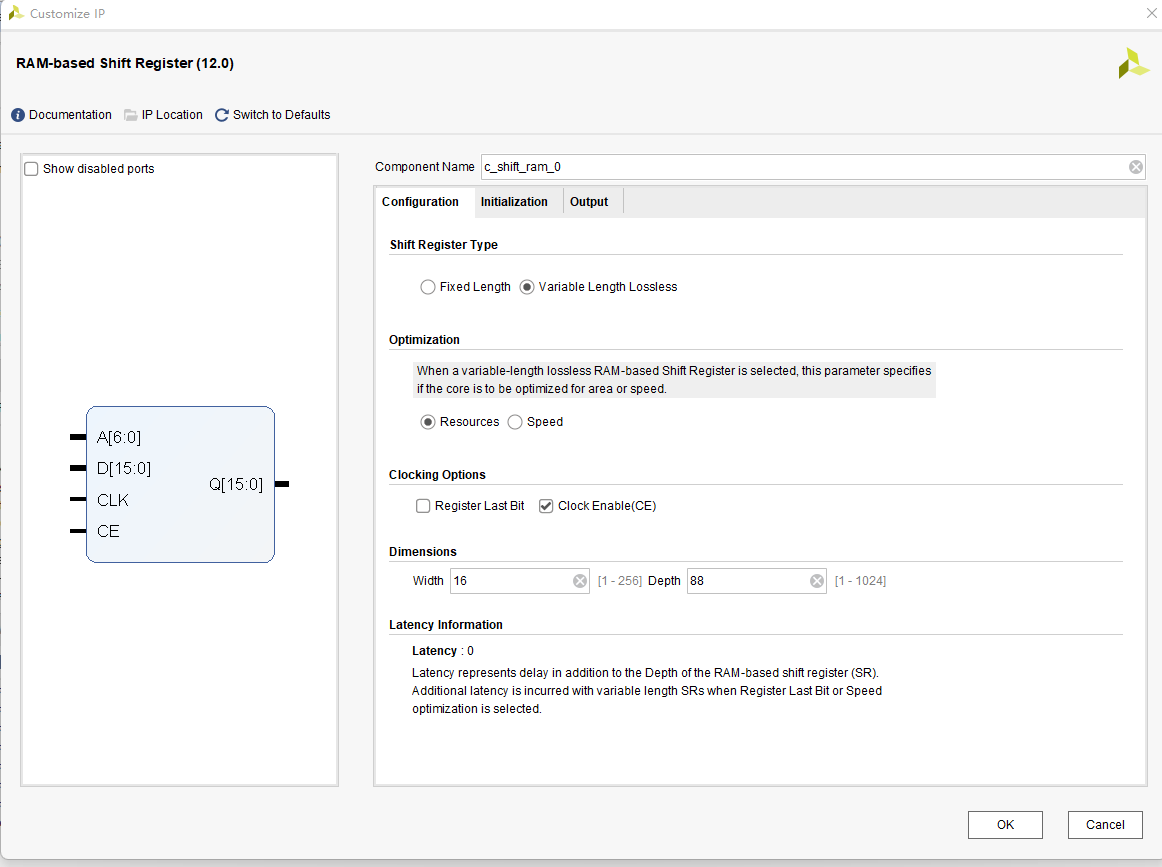 Customize IP
RAM-based Shift Register (12.0)
Documentation IP Location Switch to Defaults
Show disabled ports
A[6:0]
D[15:0]
CLK
CE
Q[15:0]
Component Name c_shift_ram_0
Configuration Initialization Output
Shift Register Type
Fixed Length Variable Length Lossless
Optimization
When a variable-length lossless RAM-based Shift Register is selected, this parameter specifies
if the core is to be optimized for area or speed.
Resources Speed
Clocking Options
Register Last Bit Clock Enable(CE)
Dimensions
Width 16 [1 - 256] Depth 88 [1 - 1024]
Latency Information
Latency : 0
Latency represents delay in addition to the Depth of the RAM-based shift register (SR).
Additional latency is incurred with variable length SRs when Register Last Bit or Speed
optimization is selected.
OK Cancel